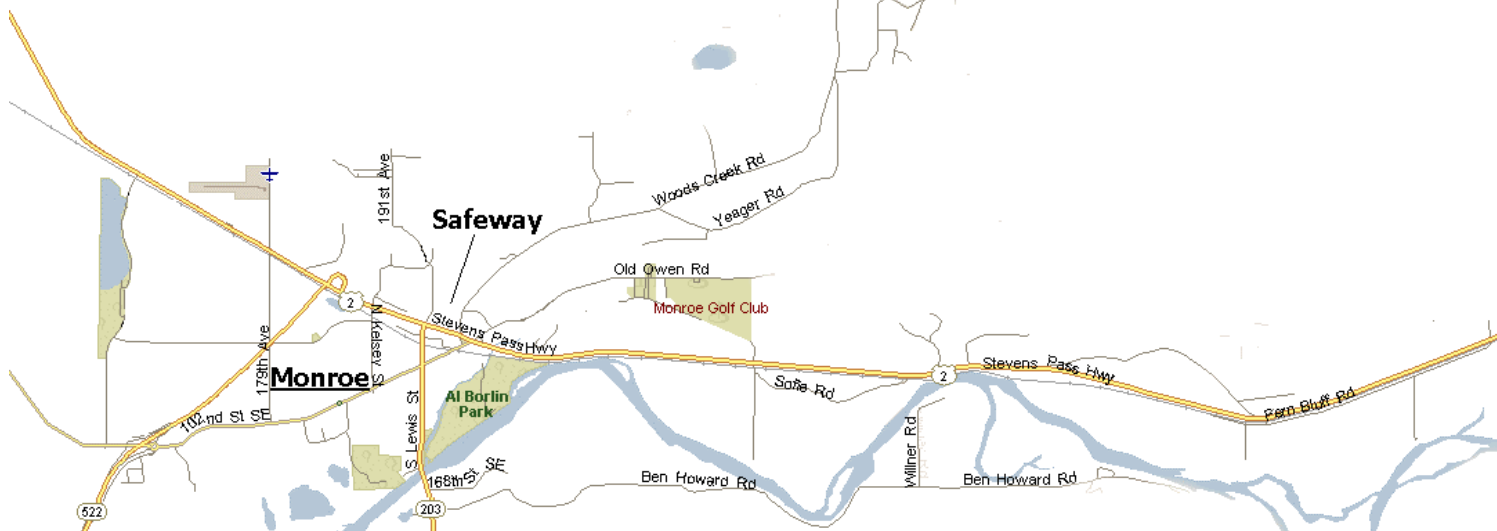 Woods Creek Rd
191st Ave
Yeager Rd
Safeway
Old Owen Rd
2
Monroe Golf Club
N Kelsey St
Stevens Pass Hwy
179th Ave
Stevens Pass Hwy
2
Monroe
Sofie Rd
Fern Bluff Rd
Al Borlin
Park
102nd St SE
S Lewis St
Willner Rd
168th St SE
Ben Howard Rd
Ben Howard Rd
522
203